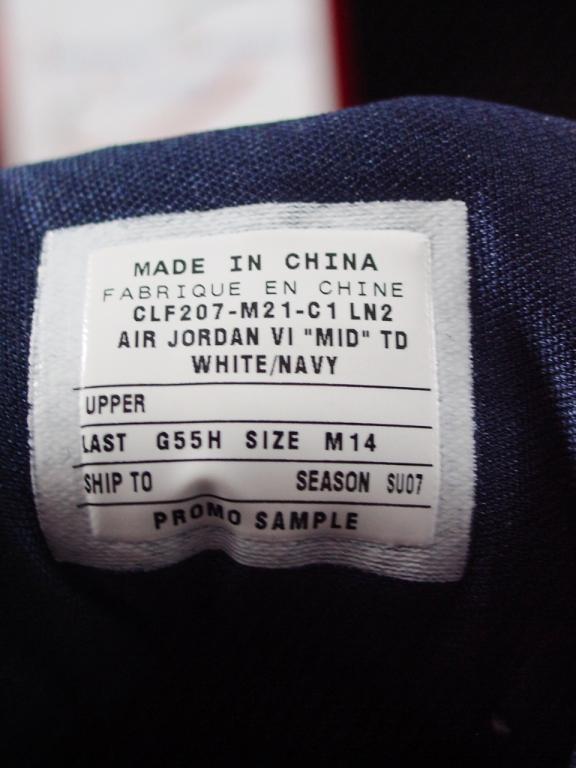 MADE IN CHINA
FABRIQUE EN CHINE
CLF207-M21-C1 LN2
AIR JORDAN VI "MID" TD
WHITE/NAVY
UPPER
LAST G55H SIZE M14
SHIP TO SEASON SU07
PROMO SAMPLE